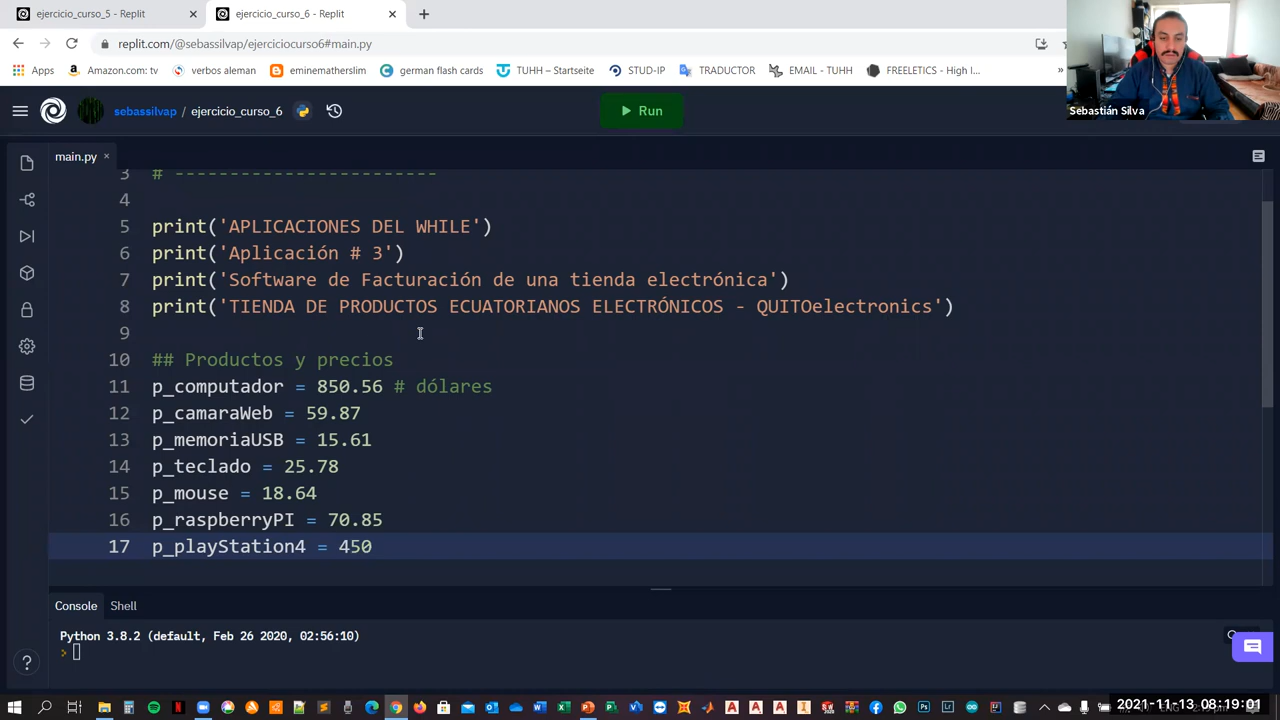 ejercicio_curso_5 - Replit
ejercicio_curso_6 - Replit
replit.com/@sebassilvap/ejerciciocurso6#main.py
Apps
Amazon.com: tv
verbos aleman
eminematherslim
german flash cards
TUHH – Startseite
STUD-IP
TRADUCTOR
EMAIL - TUHH
FREELETICS - High I...
»
Sebastián Silva
sebassilvap / ejercicio_curso_6
Run
main.py
3 # ------------------------
4
5 print('APLICACIONES DEL WHILE')
6 print('Aplicación # 3')
7 print('Software de Facturación de una tienda electrónica')
8 print('TIENDA DE PRODUCTOS ECUATORIANOS ELECTRÓNICOS - QUITOelectronics')
9
10 ## Productos y precios
11 p_computador = 850.56 # dólares
12 p_camaraWeb = 59.87
13 p_memoriaUSB = 15.61
14 p_teclado = 25.78
15 p_mouse = 18.64
16 p_raspberryPI = 70.85
17 p_playStation4 = 450
Console
Shell
Python 3.8.2 (default, Feb 26 2020, 02:56:10)
>
2021-11-13 08:19:01